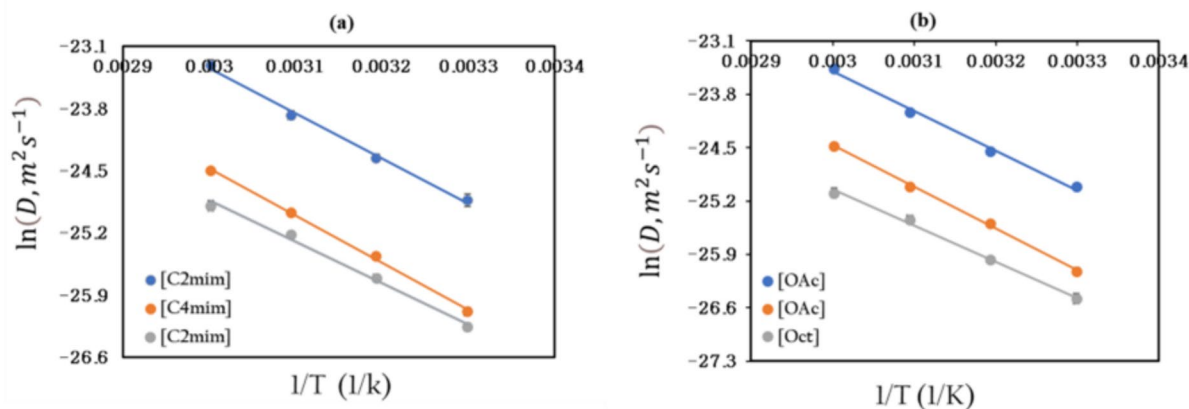 (a)
−23.1
0.0029 0.003 0.0031 0.0032 0.0033 0.0034
−23.8
−24.5
−25.2
−25.9
−26.6
ln(D, m² s⁻¹)
[C2mim]
[C4mim]
[C2mim]
1/T (1/k)
(b)
−23.1
0.0029 0.003 0.0031 0.0032 0.0033 0.0034
−23.8
−24.5
−25.2
−25.9
−26.6
−27.3
ln(D, m² s⁻¹)
[OAc]
[OAc]
[Oct]
1/T (1/K)